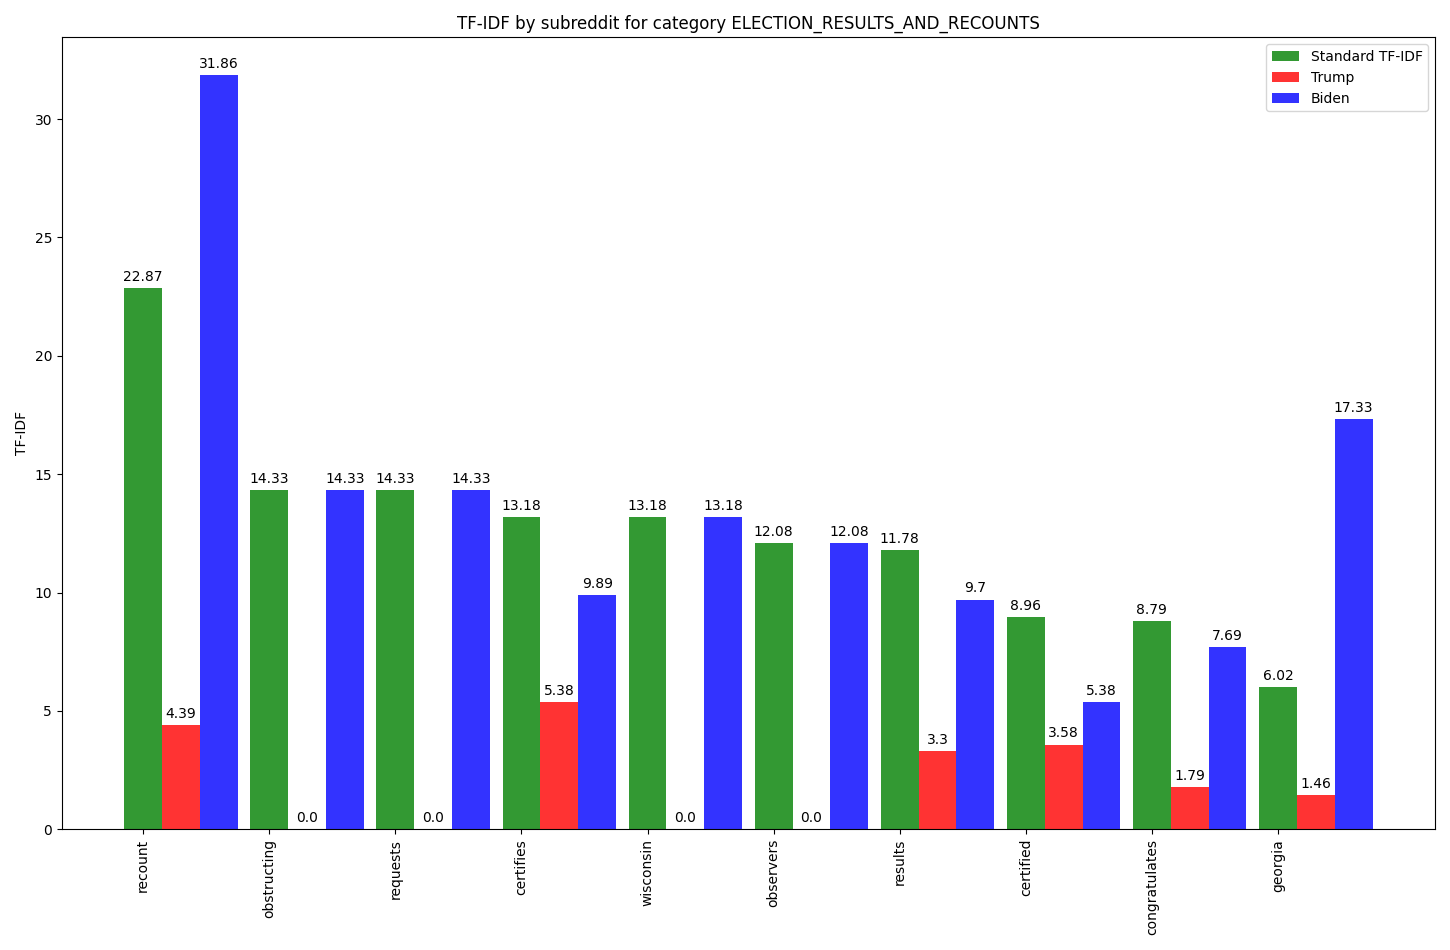 TF-IDF by subreddit for category ELECTION_RESULTS_AND_RECOUNTS
Standard TF-IDF
Trump
Biden
TF-IDF
30
25
20
15
10
5
0
22.87
4.39
31.86
14.33
0.0
14.33
14.33
0.0
14.33
13.18
5.38
9.89
13.18
0.0
13.18
12.08
0.0
12.08
11.78
3.3
9.7
8.96
3.58
5.38
8.79
1.79
7.69
6.02
1.46
17.33
recount
obstructing
requests
certifies
wisconsin
observers
results
certified
congratulates
georgia